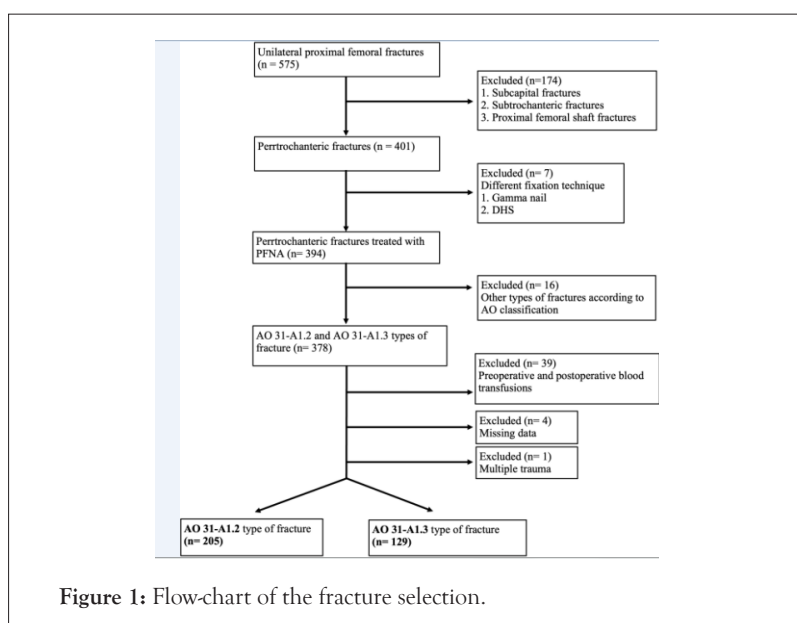 Unilateral proximal femoral fractures
(n = 575)
Excluded (n=174)
1. Subcapital fractures
2. Subtrochanteric fractures
3. Proximal femoral shaft fractures
Perrtrochanteric fractures (n = 401)
Excluded (n= 7)
Different fixation technique
1. Gamma nail
2. DHS
Perrtrochanteric fractures treated with
PFNA (n= 394)
Excluded (n= 16)
Other types of fractures according to
AO classification
AO 31-A1.2 and AO 31-A1.3 types of
fracture (n= 378)
Excluded (n= 39)
Preoperative and postoperative blood
transfusions
Excluded (n= 4)
Missing data
Excluded (n= 1)
Multiple trauma
AO 31-A1.2 type of fracture
(n= 205)
AO 31-A1.3 type of fracture
(n= 129)
Figure 1: Flow-chart of the fracture selection.